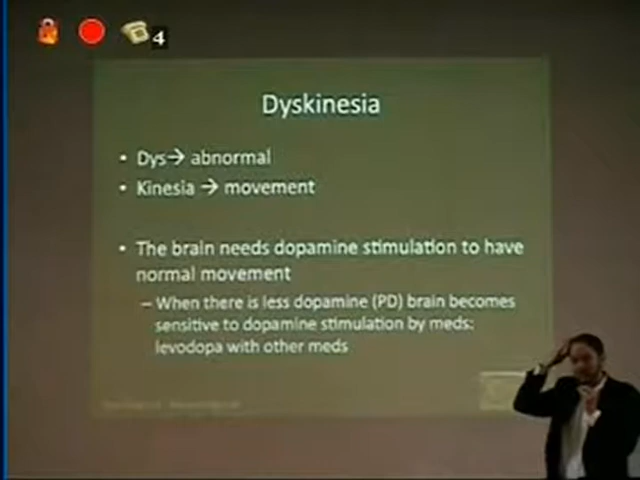 4
Dyskinesia
• Dys→ abnormal
• Kinesia → movement
• The brain needs dopamine stimulation to have
normal movement
– When there is less dopamine (PD) brain becomes
sensitive to dopamine stimulation by meds:
levodopa with other meds